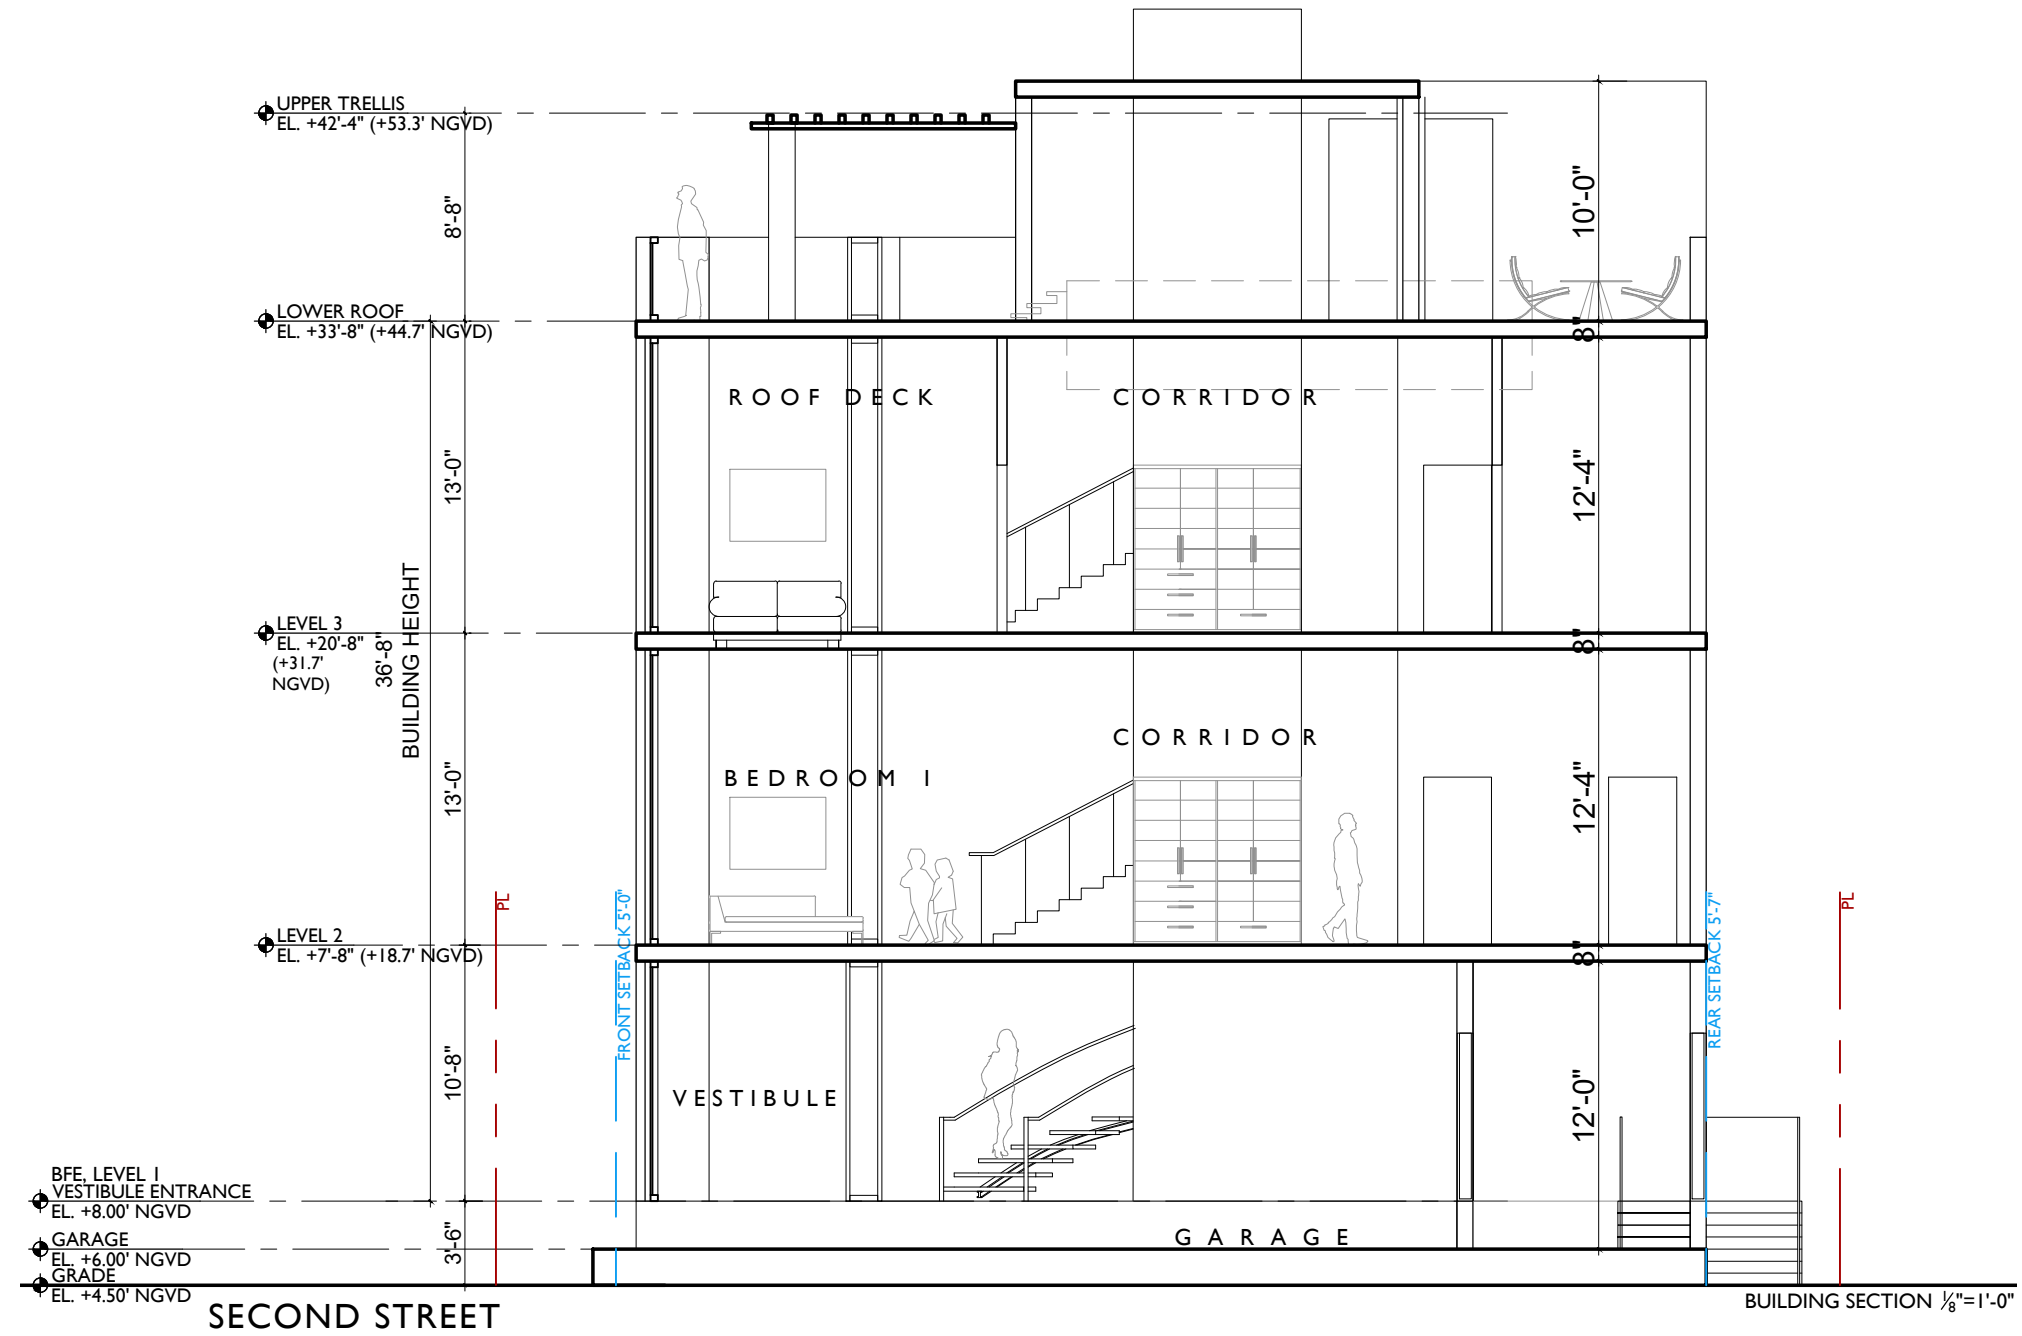 UPPER TRELLIS
EL. +42'-4" (+53.3' NGVD)
8'-8"
10'-0"
LOWER ROOF
EL. +33'-8" (+44.7' NGVD)
8"
ROOF DECK
CORRIDOR
13'-0"
12'-4"
LEVEL 3
EL. +20'-8"
(+31.7'
NGVD)
36'-8"
BUILDING HEIGHT
8"
CORRIDOR
BEDROOM 1
13'-0"
12'-4"
PL
FRONT SETBACK 5'-0"
REAR SETBACK 5'-7"
PL
LEVEL 2
EL. +7'-8" (+18.7' NGVD)
8"
10'-8"
VESTIBULE
12'-0"
BFE, LEVEL 1
VESTIBULE ENTRANCE
EL. +8.00' NGVD
3'-6"
GARAGE
GARAGE
EL. +6.00' NGVD
GRADE
EL. +4.50' NGVD
SECOND STREET
BUILDING SECTION ⅛"=1'-0"